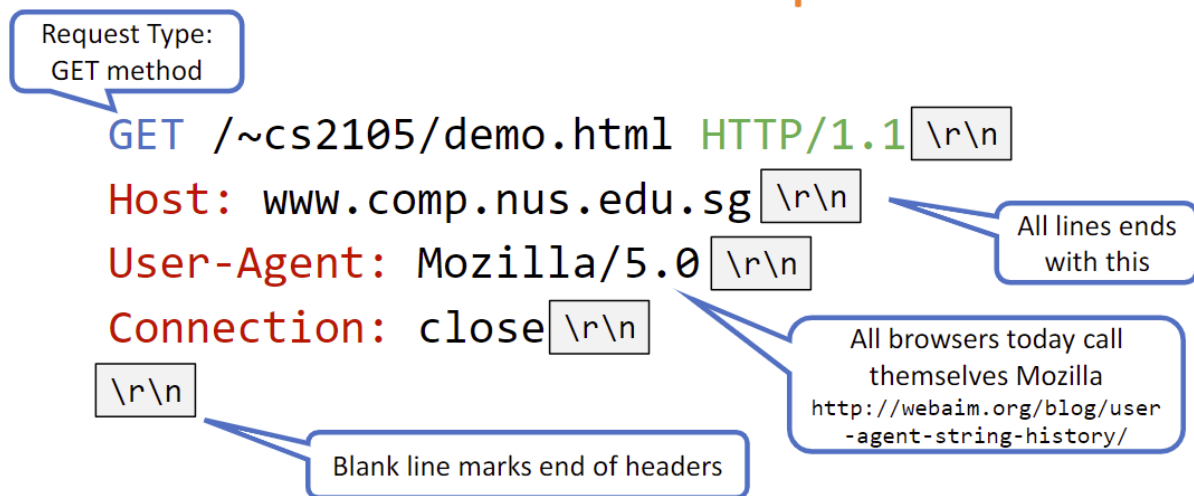 Request Type:
GET method
GET /~cs2105/demo.html HTTP/1.1 \r\n
Host: www.comp.nus.edu.sg \r\n
All lines ends
with this
User-Agent: Mozilla/5.0 \r\n
Connection: close \r\n
All browsers today call
themselves Mozilla
http://webaim.org/blog/user
-agent-string-history/
\r\n
Blank line marks end of headers